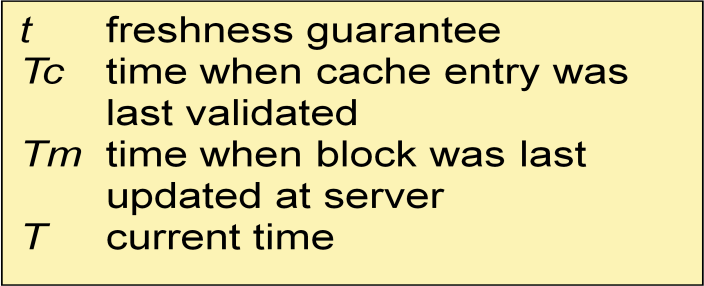 t freshness guarantee
Tc time when cache entry was
last validated
Tm time when block was last
updated at server
T current time